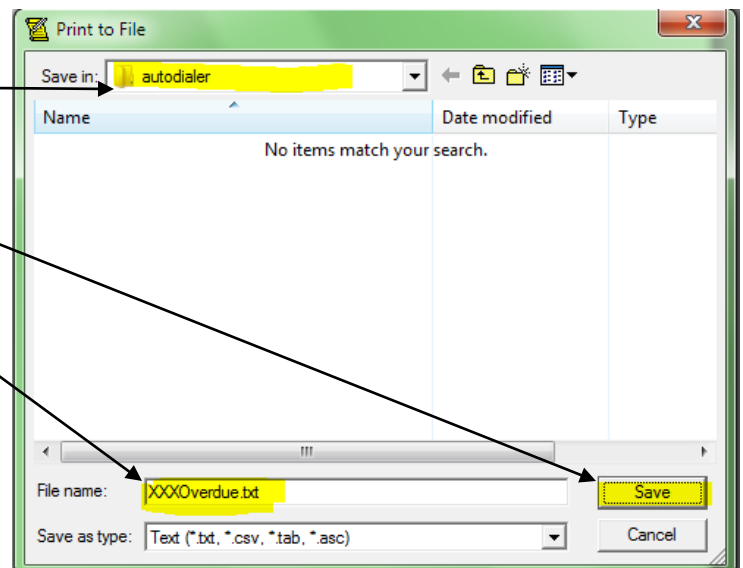 Print to File
Save in: autodialer
Name Date modified Type
No items match your search.
File name: XXXOverdue.txt Save
Save as type: Text (*.txt, *.csv, *.tab, *.asc) Cancel